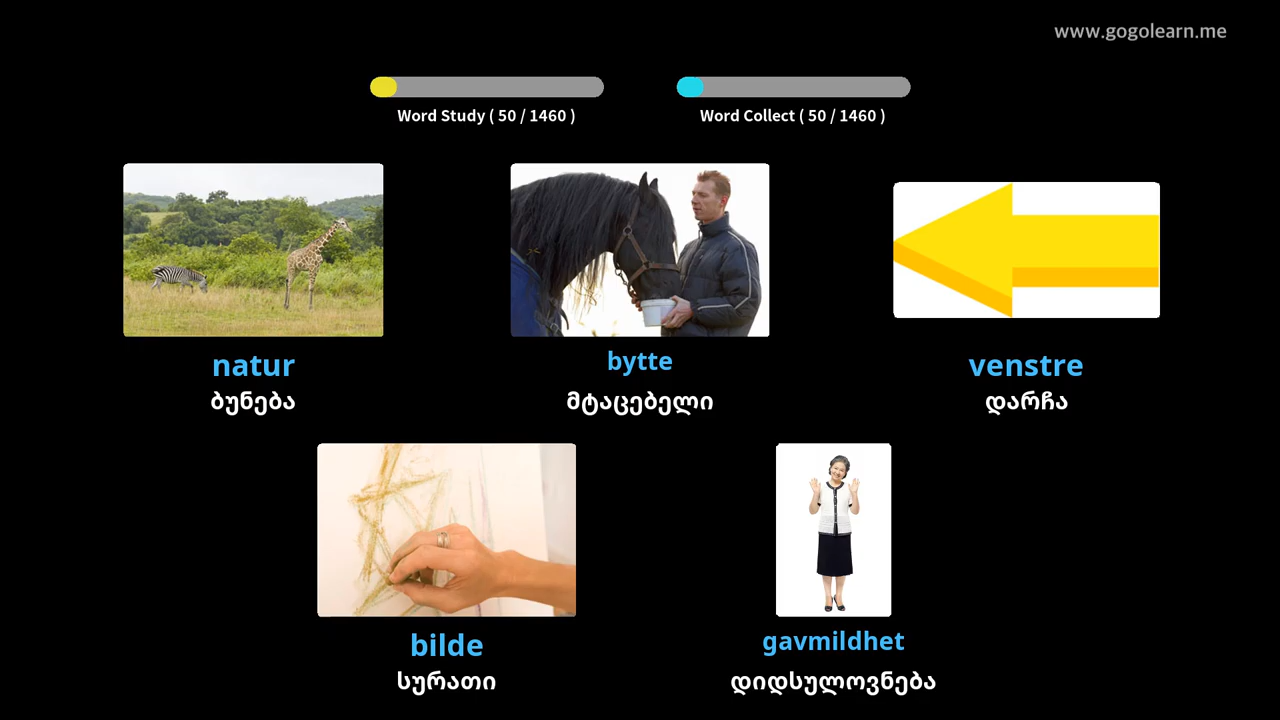 www.gogolearn.me
Word Study ( 50 / 1460 )
Word Collect ( 50 / 1460 )
natur
ბუნება
bytte
მტაცებელი
venstre
დარჩა
bilde
სურათი
gavmildhet
დიდსულოვნება